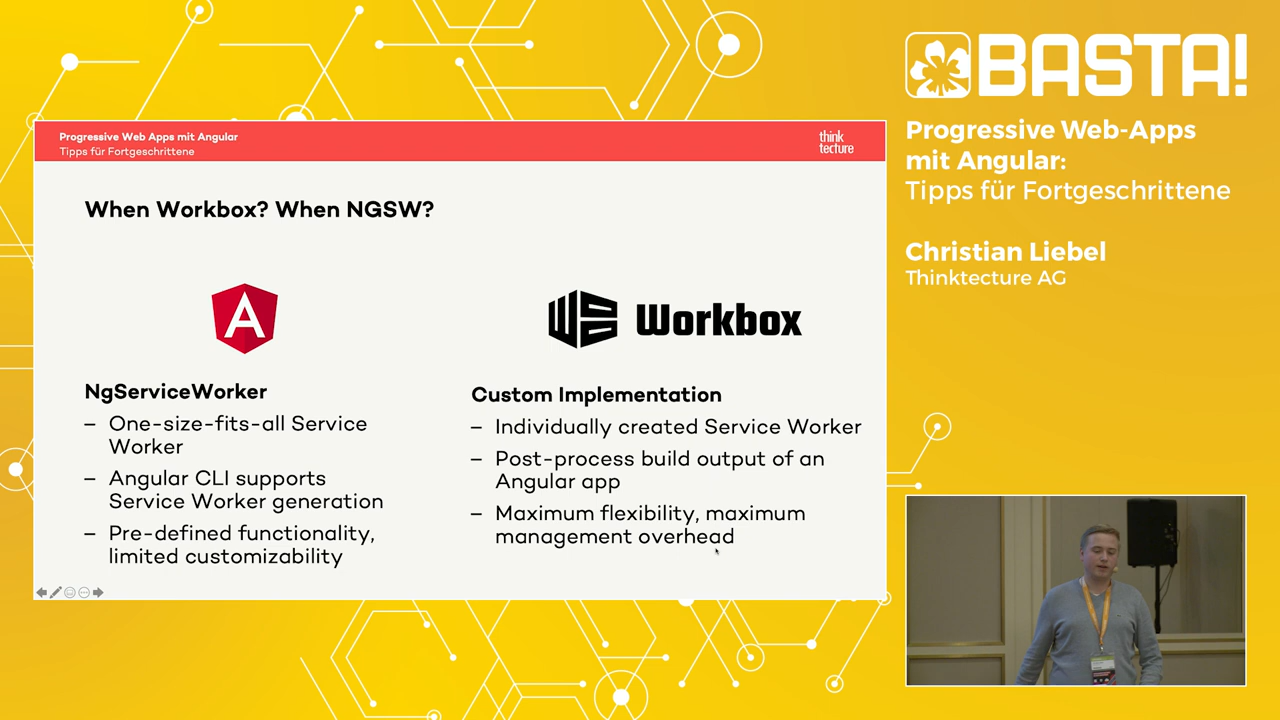 BASTA!
Progressive Web-Apps
mit Angular:
Tipps für Fortgeschrittene
Christian Liebel
Thinktecture AG
Progressive Web Apps mit Angular
Tipps für Fortgeschrittene
think
tecture
When Workbox? When NGSW?
A
NgServiceWorker
– One-size-fits-all Service
Worker
– Angular CLI supports
Service Worker generation
– Pre-defined functionality,
limited customizability
Workbox
Custom Implementation
– Individually created Service Worker
– Post-process build output of an
Angular app
– Maximum flexibility, maximum
management overhead